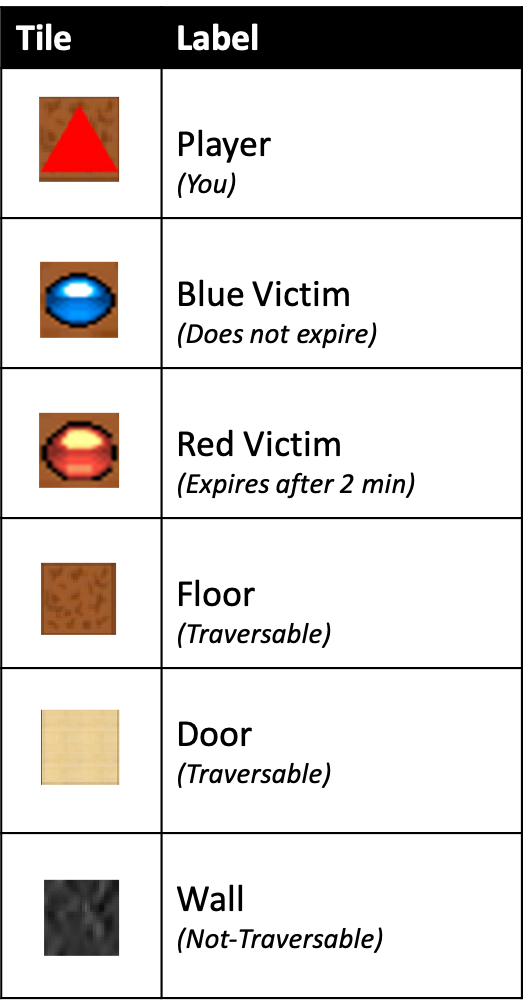 Tile Label
Player
(You)
Blue Victim
(Does not expire)
Red Victim
(Expires after 2 min)
Floor
(Traversable)
Door
(Traversable)
Wall
(Not-Traversable)